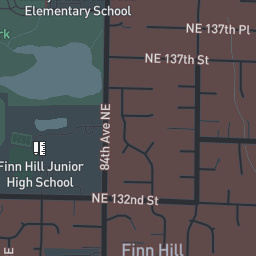 Elementary School
NE 137th Pl
rk
NE 137th St
84th Ave NE
Finn Hill Junior
High School
NE 132nd St
Finn Hill
E